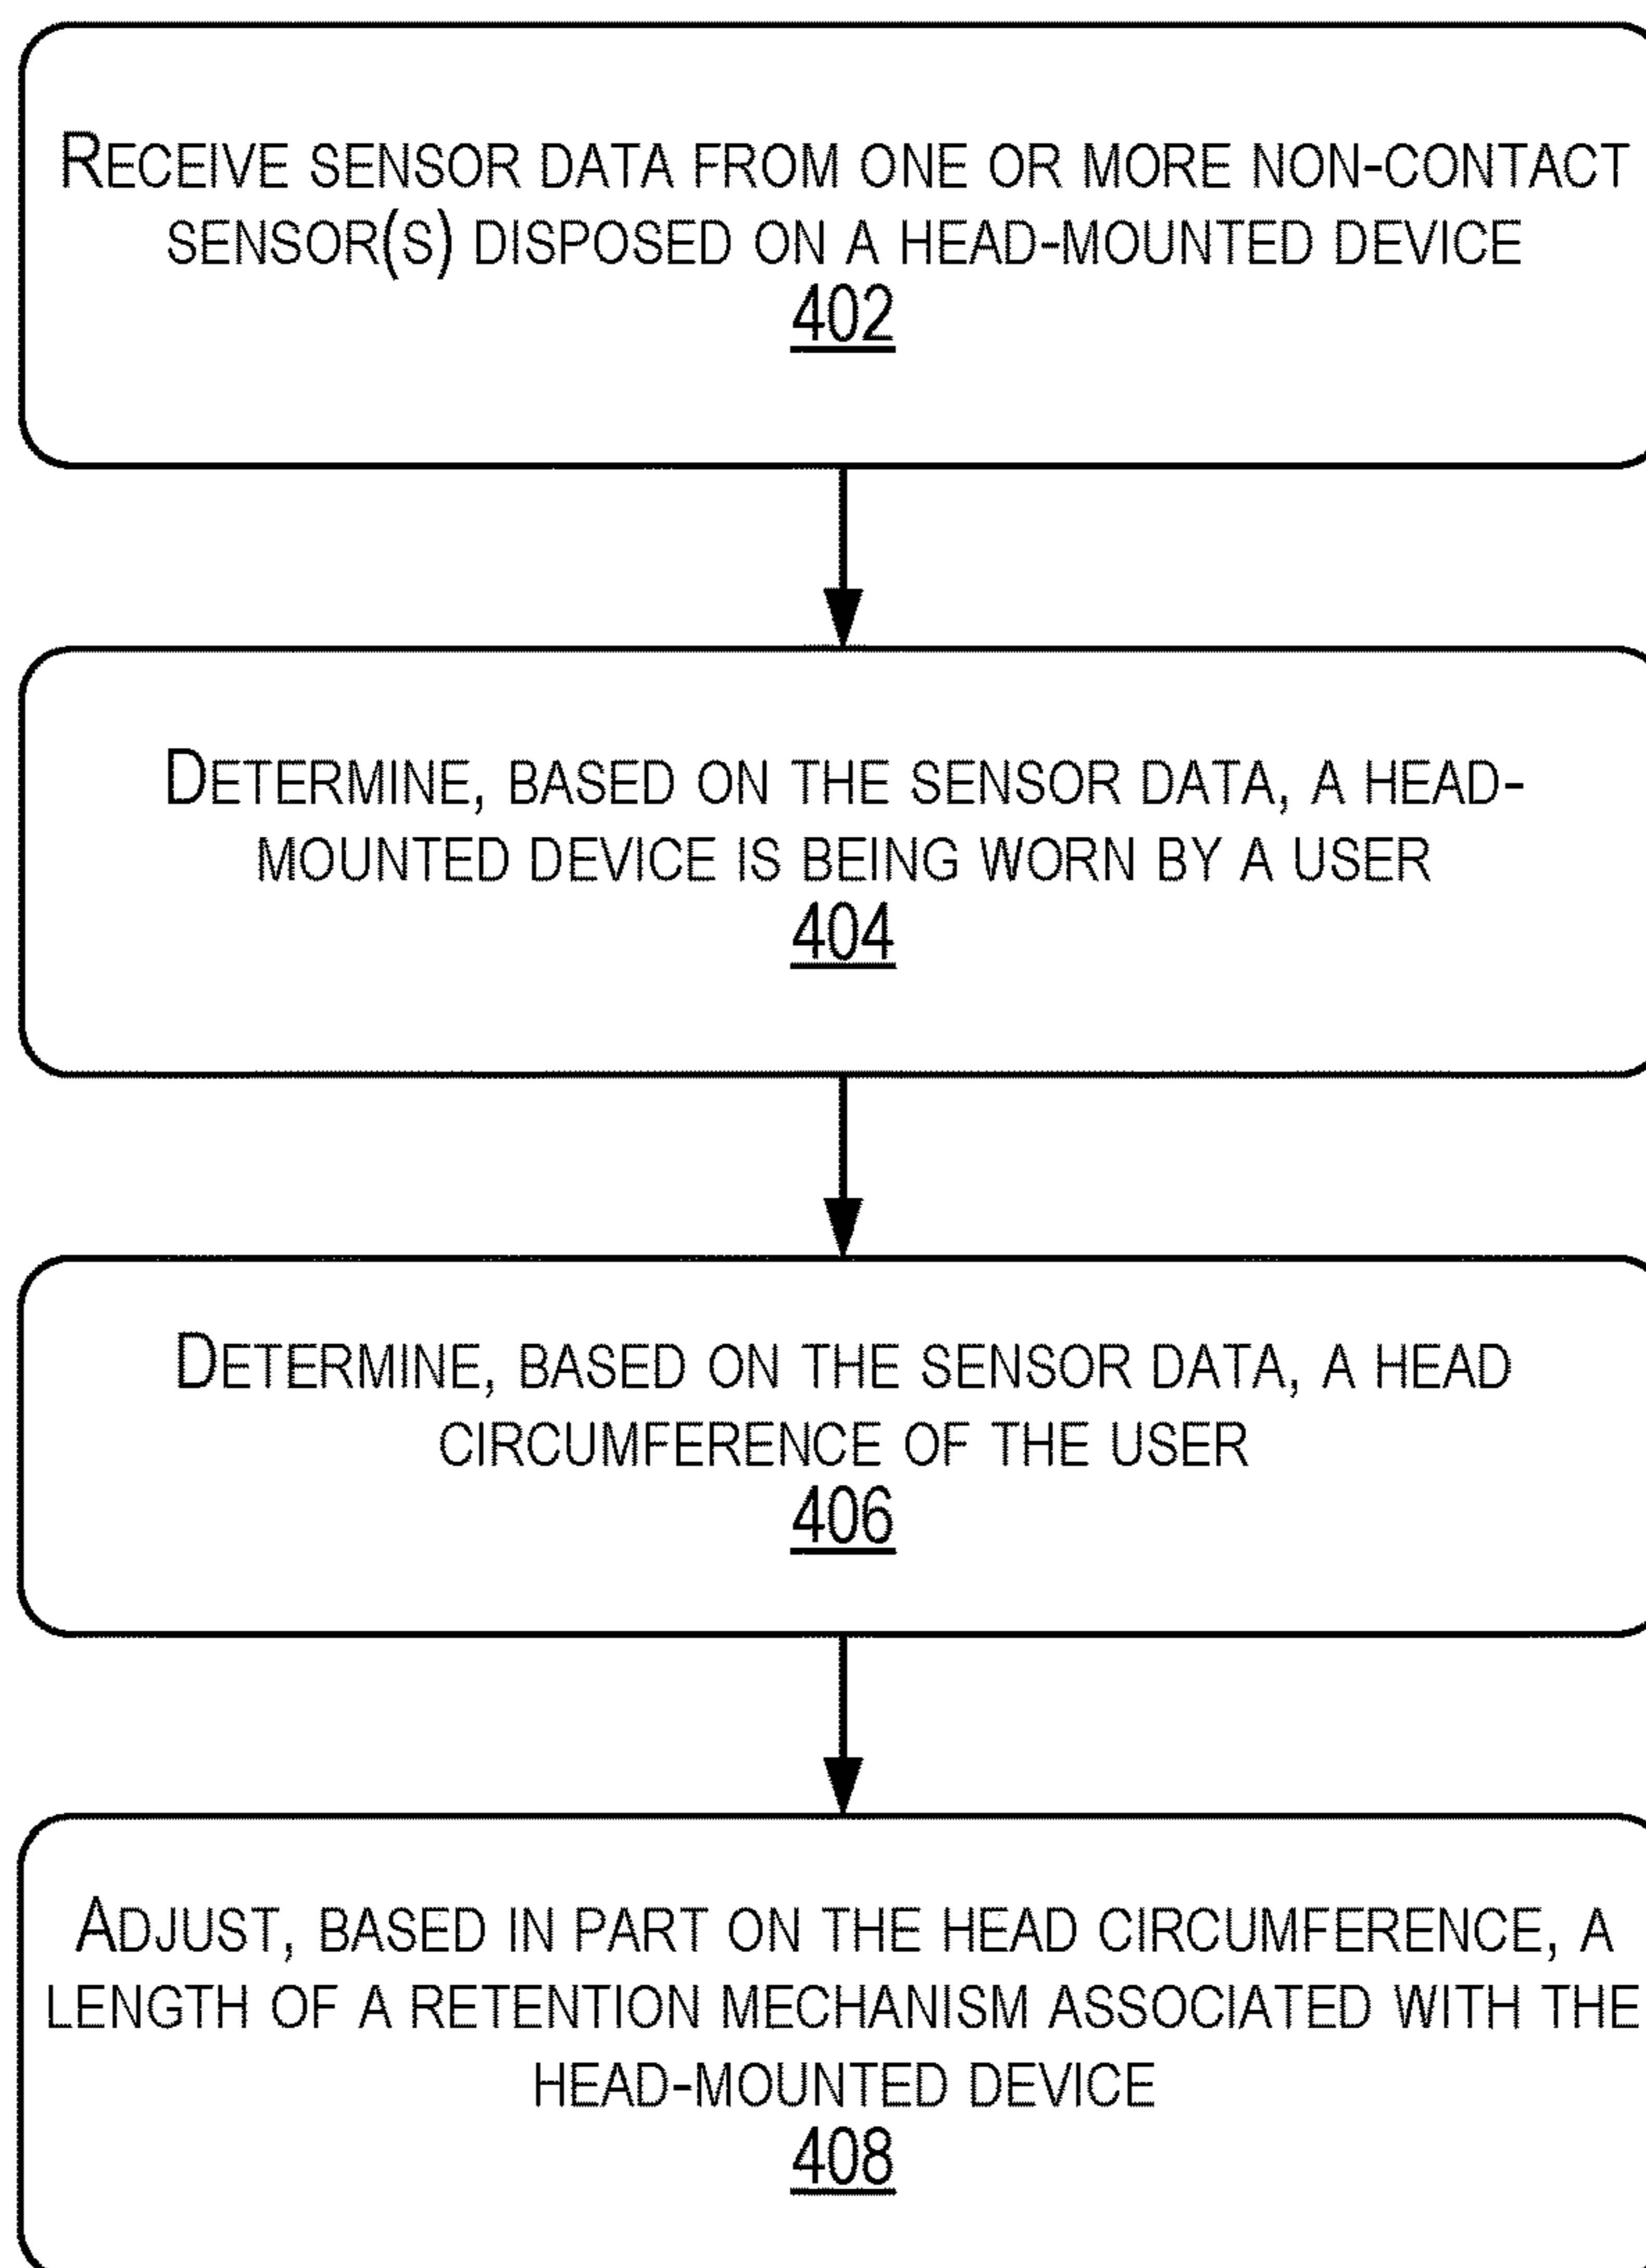 RECEIVE SENSOR DATA FROM ONE OR MORE NON-CONTACT
SENSOR(S) DISPOSED ON A HEAD-MOUNTED DEVICE
402
DETERMINE, BASED ON THE SENSOR DATA, A HEAD-
MOUNTED DEVICE IS BEING WORN BY A USER
404
DETERMINE, BASED ON THE SENSOR DATA, A HEAD
CIRCUMFERENCE OF THE USER
406
ADJUST, BASED IN PART ON THE HEAD CIRCUMFERENCE, A
LENGTH OF A RETENTION MECHANISM ASSOCIATED WITH THE
HEAD-MOUNTED DEVICE
408